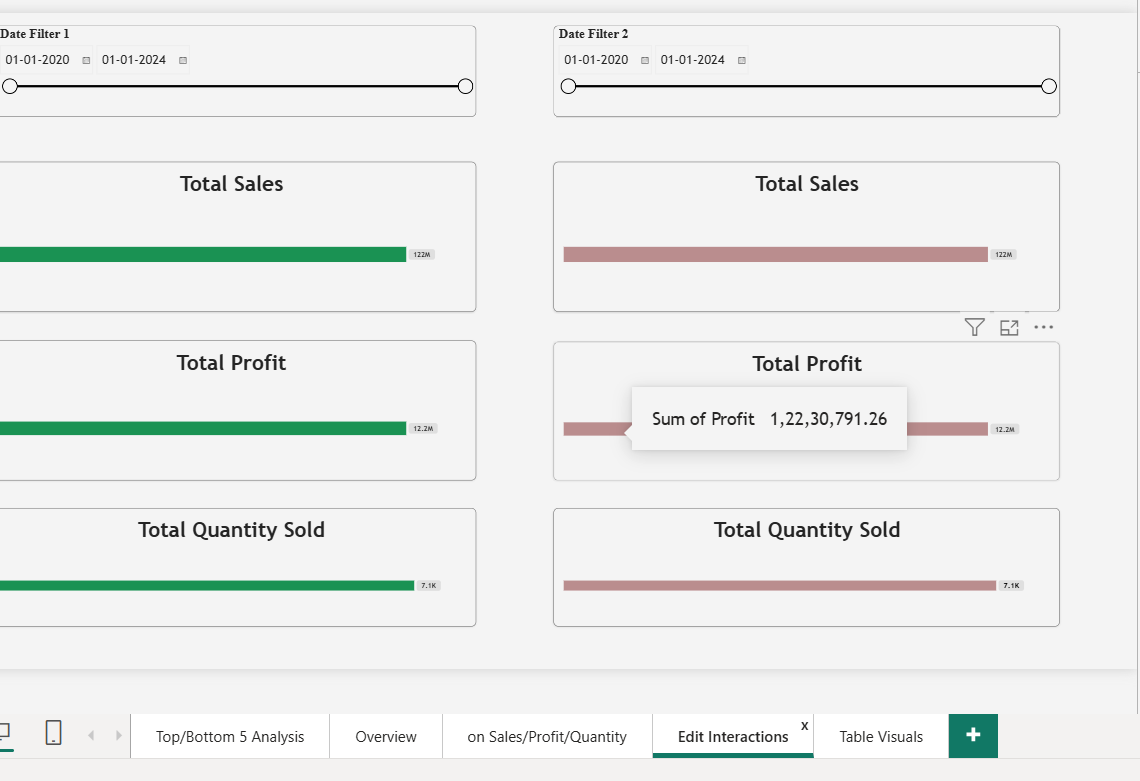 Date Filter 1
01-01-2020 01-01-2024
Date Filter 2
01-01-2020 01-01-2024
Total Sales
122M
Total Sales
122M
Total Profit
12.2M
Total Profit
Sum of Profit 1,22,30,791.26
12.2M
Total Quantity Sold
7.1K
Total Quantity Sold
7.1K
Top/Bottom 5 Analysis
Overview
on Sales/Profit/Quantity
Edit Interactions
x
Table Visuals
+